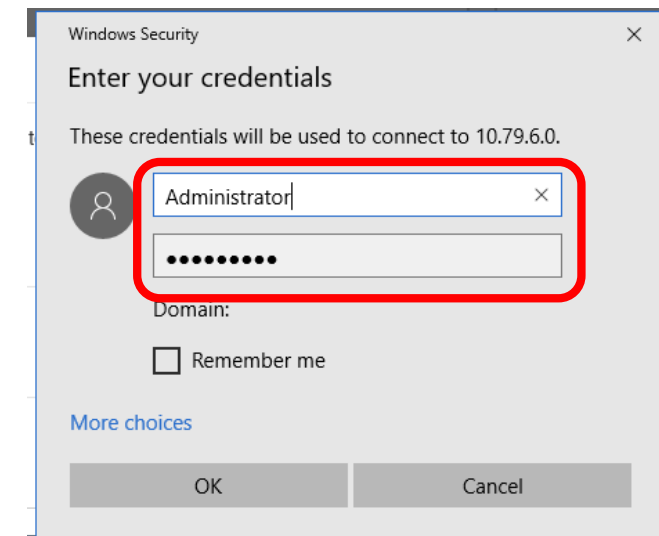 Windows Security
Enter your credentials
These credentials will be used to connect to 10.79.6.0.
Administrator
●●●●●●●●●
Domain:
Remember me
More choices
OK
Cancel